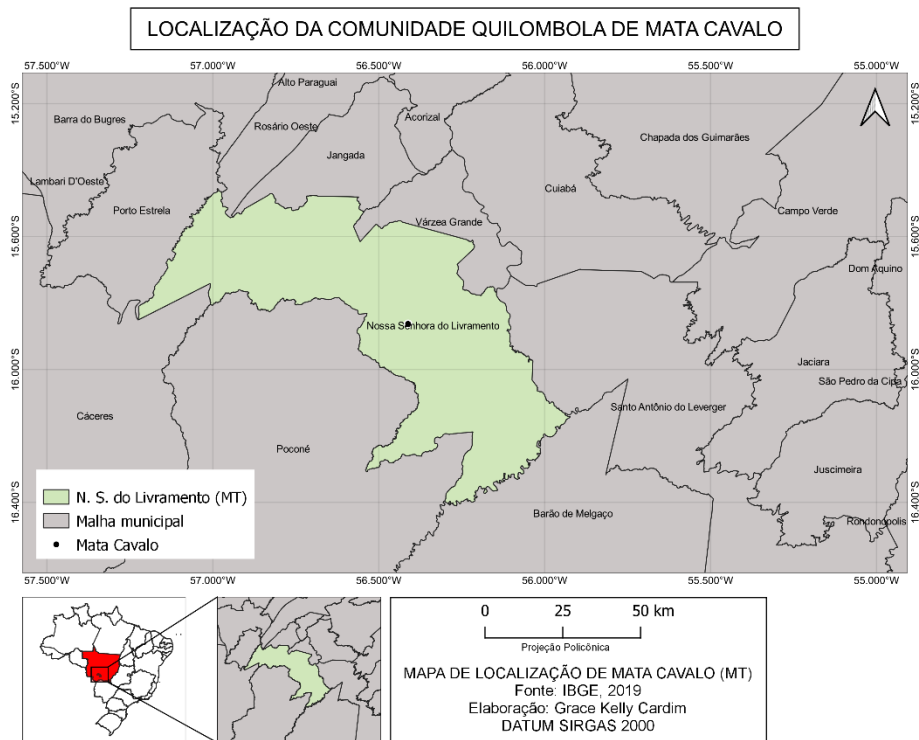 LOCALIZAÇÃO DA COMUNIDADE QUILOMBOLA DE MATA CAVALO
57.500°W 57.000°W 56.500°W 56.000°W 55.500°W 55.000°W
15.200°S 15.200°S
Alto Paraguai
Barra do Bugres
Rosário Oeste
Acorizal
Chapada dos Guimarães
Jangada
Lambari D'Oeste
Cuiabá
Porto Estrela
Campo Verde
Várzea Grande
15.600°S 15.600°S
Dom Aquino
Nossa Senhora do Livramento
16.000°S 16.000°S
Jaciara
São Pedro da Cipa
Cáceres
Santo Antônio do Leverger
Poconé
Juscimeira
16.400°S 16.400°S
Barão de Melgaço
Rondonópolis
N. S. do Livramento (MT)
Malha municipal
Mata Cavalo
57.500°W 57.000°W 56.500°W 56.000°W 55.500°W 55.000°W
0 25 50 km
Projeção Policônica
MAPA DE LOCALIZAÇÃO DE MATA CAVALO (MT)
Fonte: IBGE, 2019
Elaboração: Grace Kelly Cardim
DATUM SIRGAS 2000